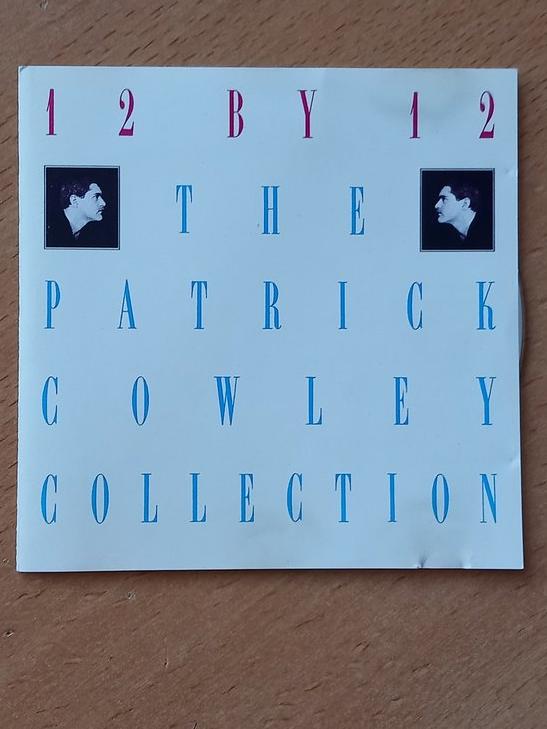 12 BY 12
THE
PATRICK
COWLEY
COLLECTION